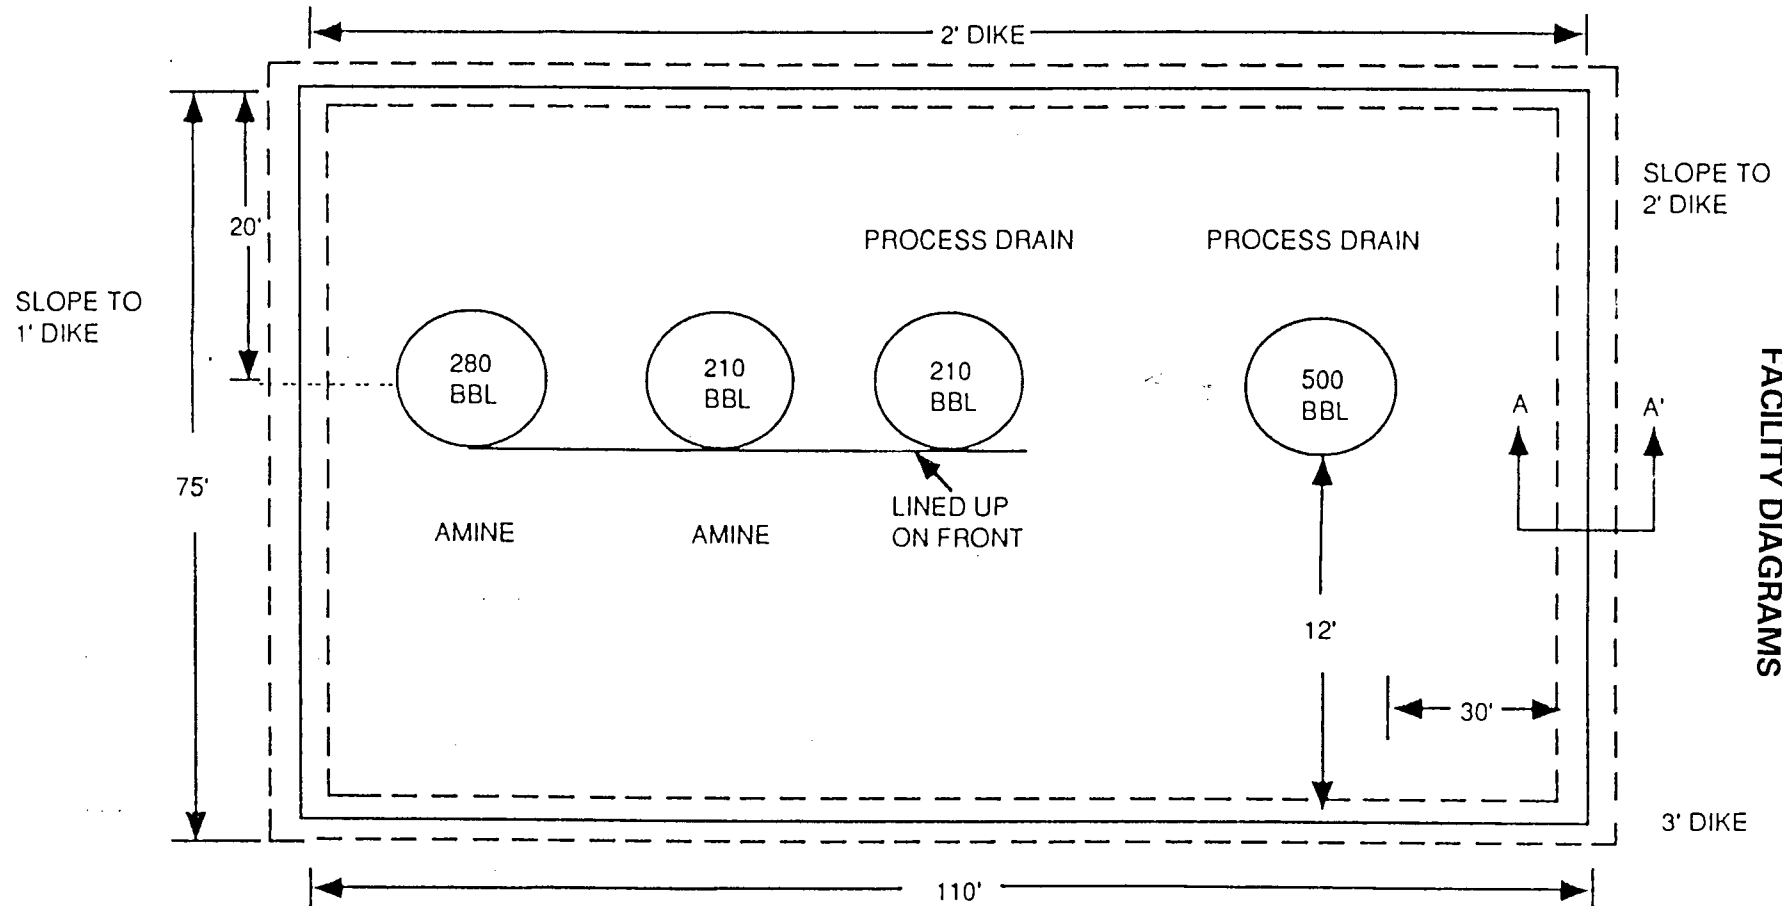 2' DIKE
SLOPE TO
2' DIKE
20'
PROCESS DRAIN
PROCESS DRAIN
SLOPE TO
1' DIKE
280
BBL
210
BBL
210
BBL
500
BBL
A
A'
75'
LINED UP
ON FRONT
AMINE
AMINE
12'
30'
3' DIKE
110'
FACILITY DIAGRAMS